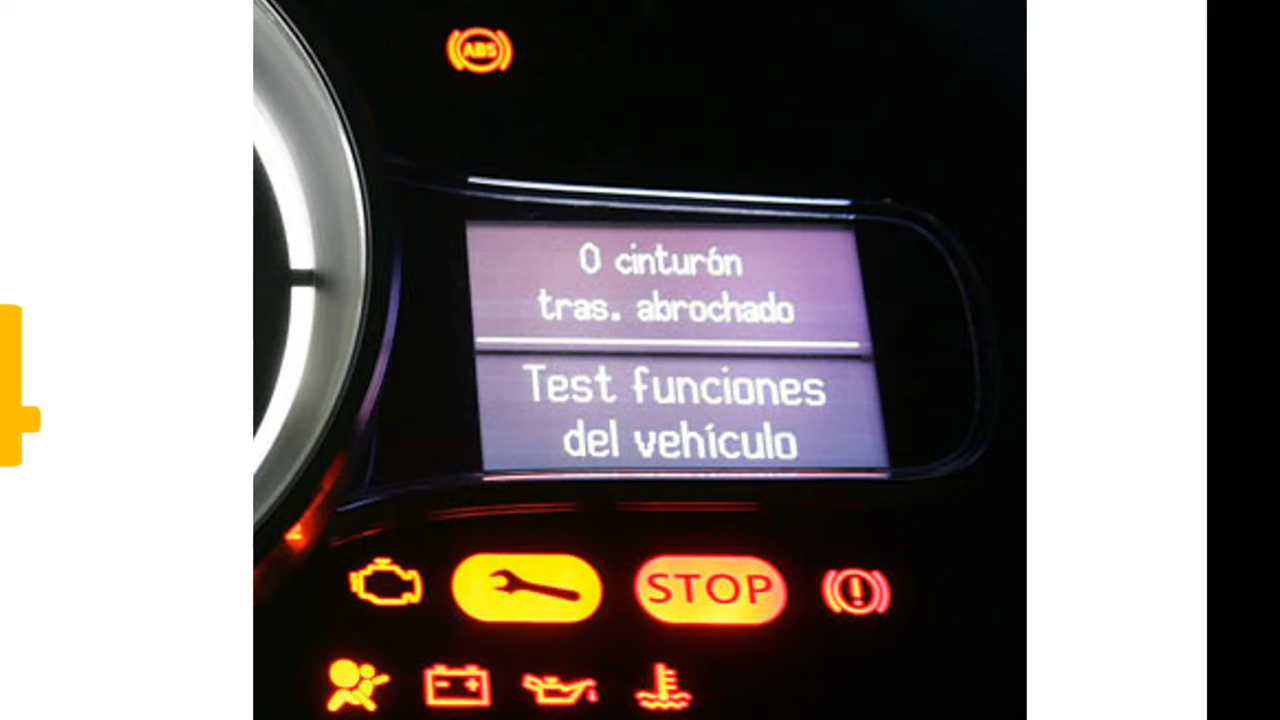 ABS
0 cinturón
tras. abrochado
Test funciones
del vehículo
STOP